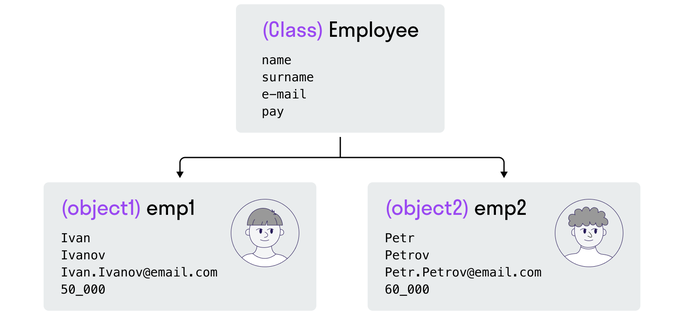 (Class) Employee
name
surname
e-mail
pay
(object1) emp1
Ivan
Ivanov
Ivan.Ivanov@email.com
50_000
(object2) emp2
Petr
Petrov
Petr.Petrov@email.com
60_000